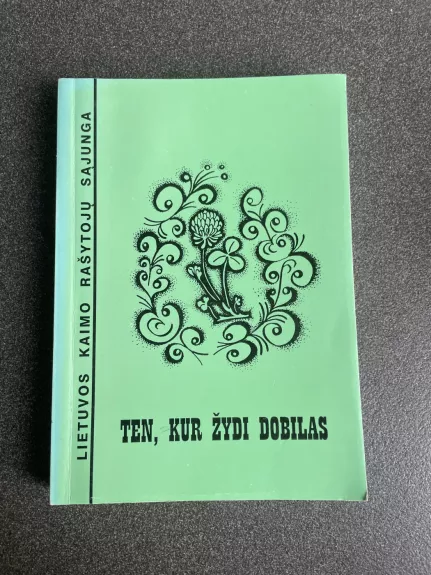 LIETUVOS KAIMO RAŠYTOJŲ SĄJUNGA
TEN, KUR ŽYDI DOBILAS